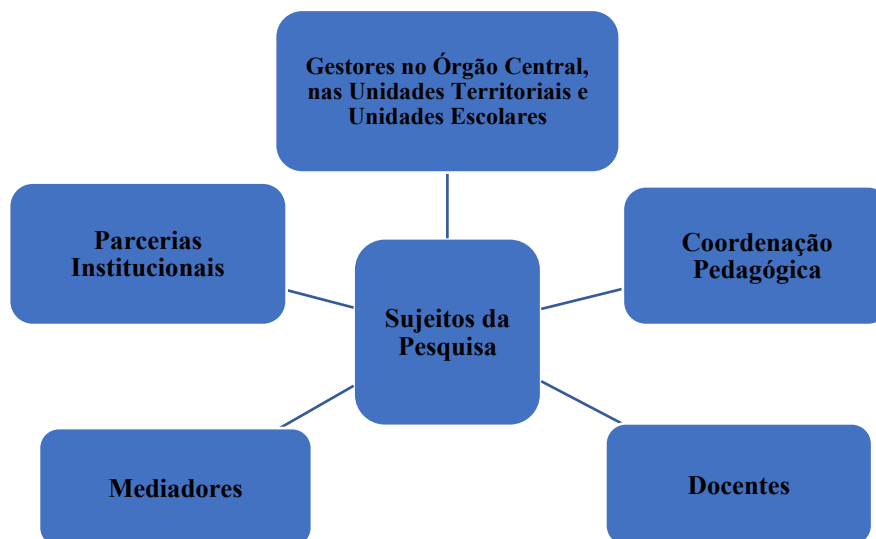 Gestores no Órgão Central,
nas Unidades Territoriais e
Unidades Escolares
Parcerias
Institucionais
Coordenação
Pedagógica
Sujeitos da
Pesquisa
Mediadores
Docentes